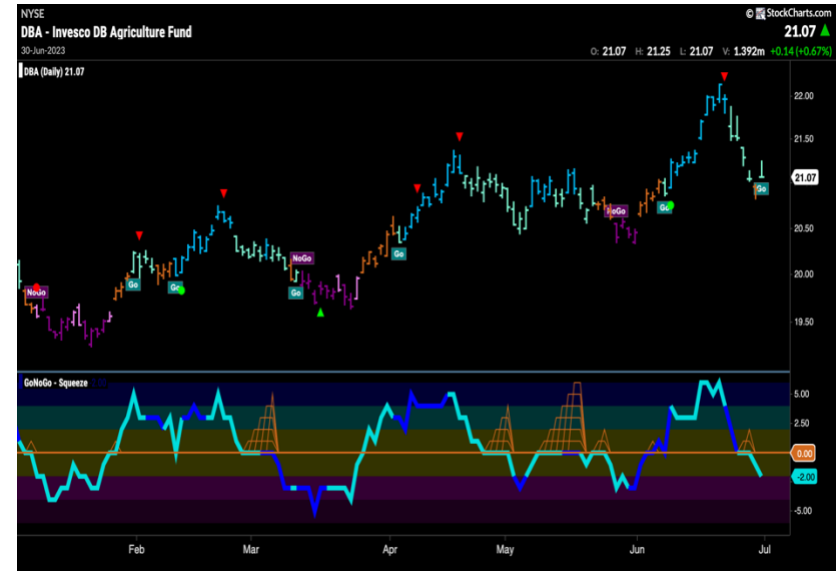 NYSE
© StockCharts.com
DBA - Invesco DB Agriculture Fund
21.07
30-Jun-2023
O: 21.07 H: 21.25 L: 21.07 V: 1.392m +0.14 (+0.67%)
DBA (Daily) 21.07
22.00
21.50
21.07
20.50
20.00
19.50
NoGo
Go
Go
NoGo
Go
Go
NoGo
Go
Go
GoNoGo - Squeeze
5.00
2.50
0.00
-2.00
-5.00
Feb Mar Apr May Jun Jul